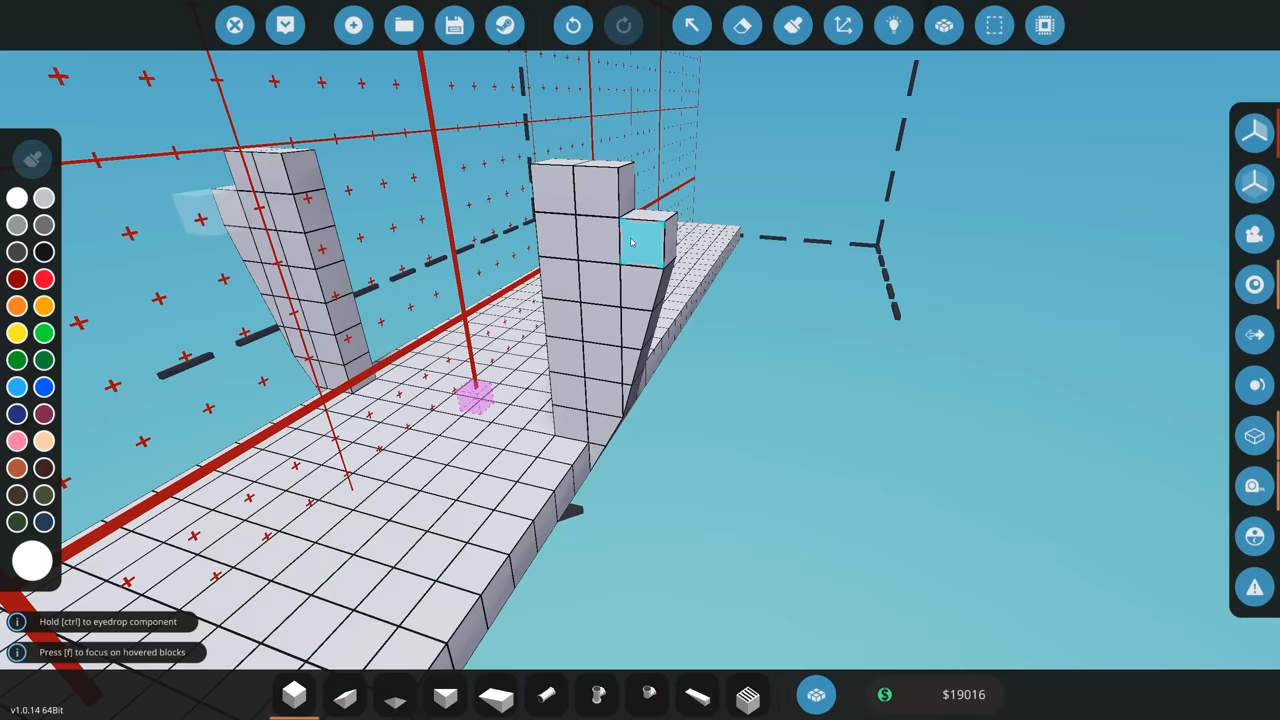 Hold [ctrl] to eyedrop component
Press [f] to focus on hovered blocks
$19016
v1.0.14 64Bit